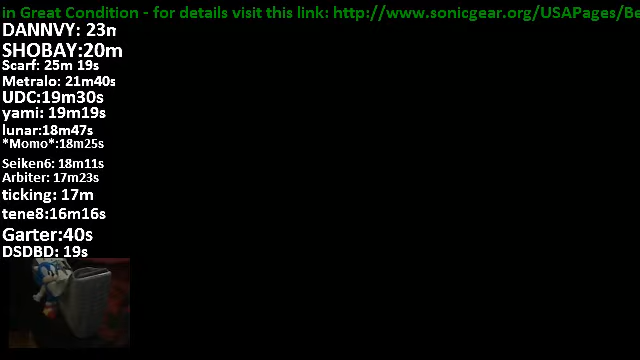 in Great Condition - for details visit this link: http://www.sonicgear.org/USAPages/Be
DANNVY: 23m
SHOBAY:20m
Scarf: 25m 19s
Metralo: 21m40s
UDC:19m30s
yami: 19m19s
lunar:18m47s
*Momo*:18m25s
Seiken6: 18m11s
Arbiter: 17m23s
ticking: 17m
tene8:16m16s
Garter:40s
DSDBD: 19s